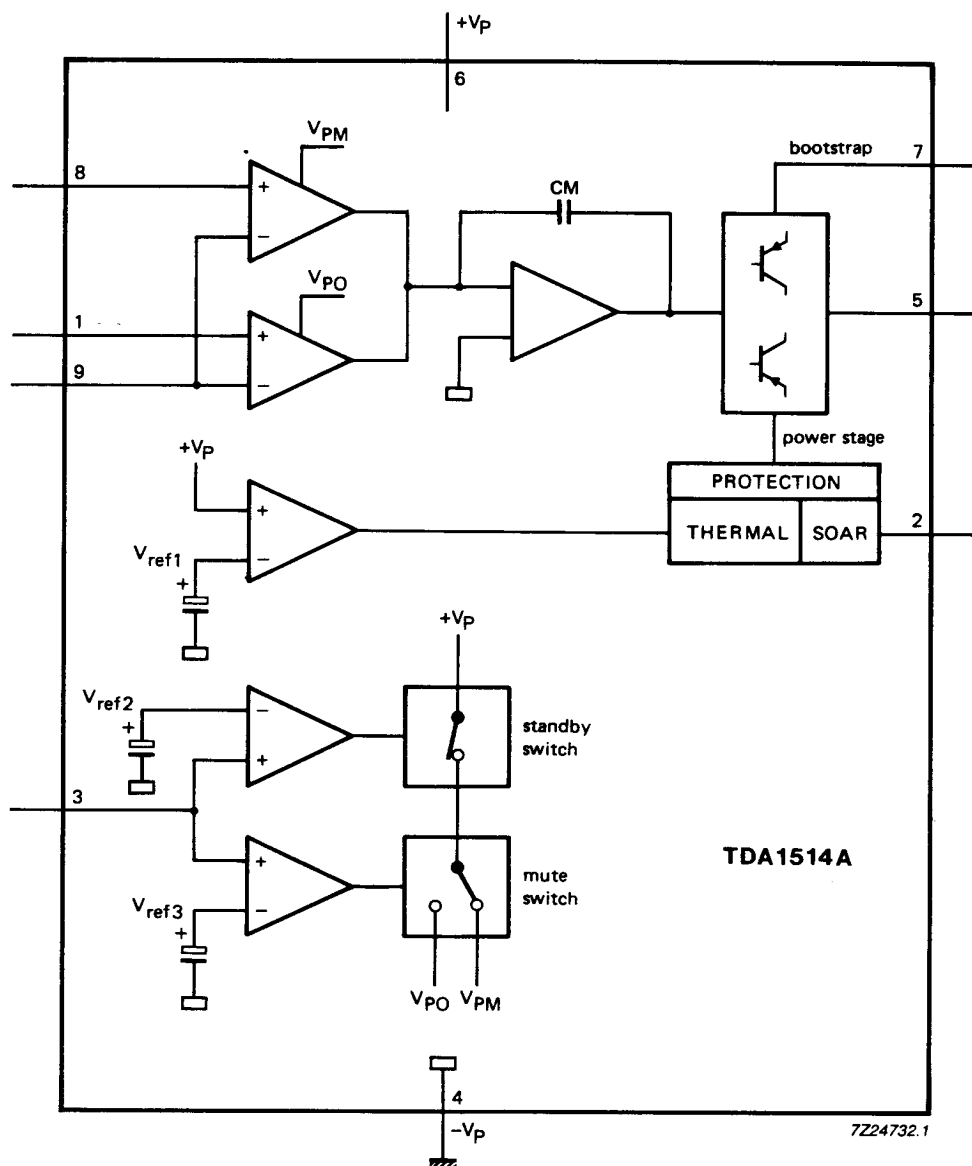 +VP
6
VPM
bootstrap
7
8
+
−
CM
VPO
1
+
5
9
−
power stage
+VP
PROTECTION
+
THERMAL
SOAR
2
Vref1
−
+
+VP
Vref2
−
standby
switch
+
+
3
TDA1514A
+
mute
switch
Vref3
−
+
VPO
VPM
4
−VP
7Z24732.1